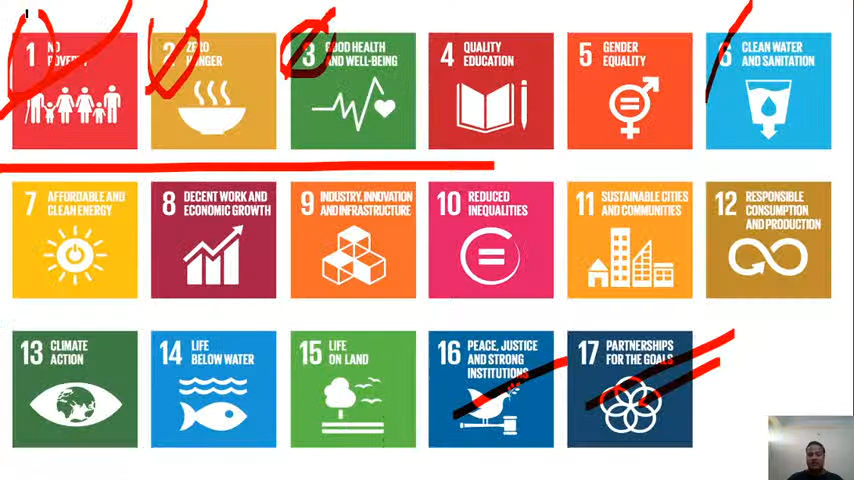 1 NO
POVERTY
2 ZERO
HUNGER
3 GOOD HEALTH
AND WELL-BEING
4 QUALITY
EDUCATION
5 GENDER
EQUALITY
6 CLEAN WATER
AND SANITATION
7 AFFORDABLE AND
CLEAN ENERGY
8 DECENT WORK AND
ECONOMIC GROWTH
9 INDUSTRY, INNOVATION
AND INFRASTRUCTURE
10 REDUCED
INEQUALITIES
11 SUSTAINABLE CITIES
AND COMMUNITIES
12 RESPONSIBLE
CONSUMPTION
AND PRODUCTION
13 CLIMATE
ACTION
14 LIFE
BELOW WATER
15 LIFE
ON LAND
16 PEACE, JUSTICE
AND STRONG
INSTITUTIONS
17 PARTNERSHIPS
FOR THE GOALS